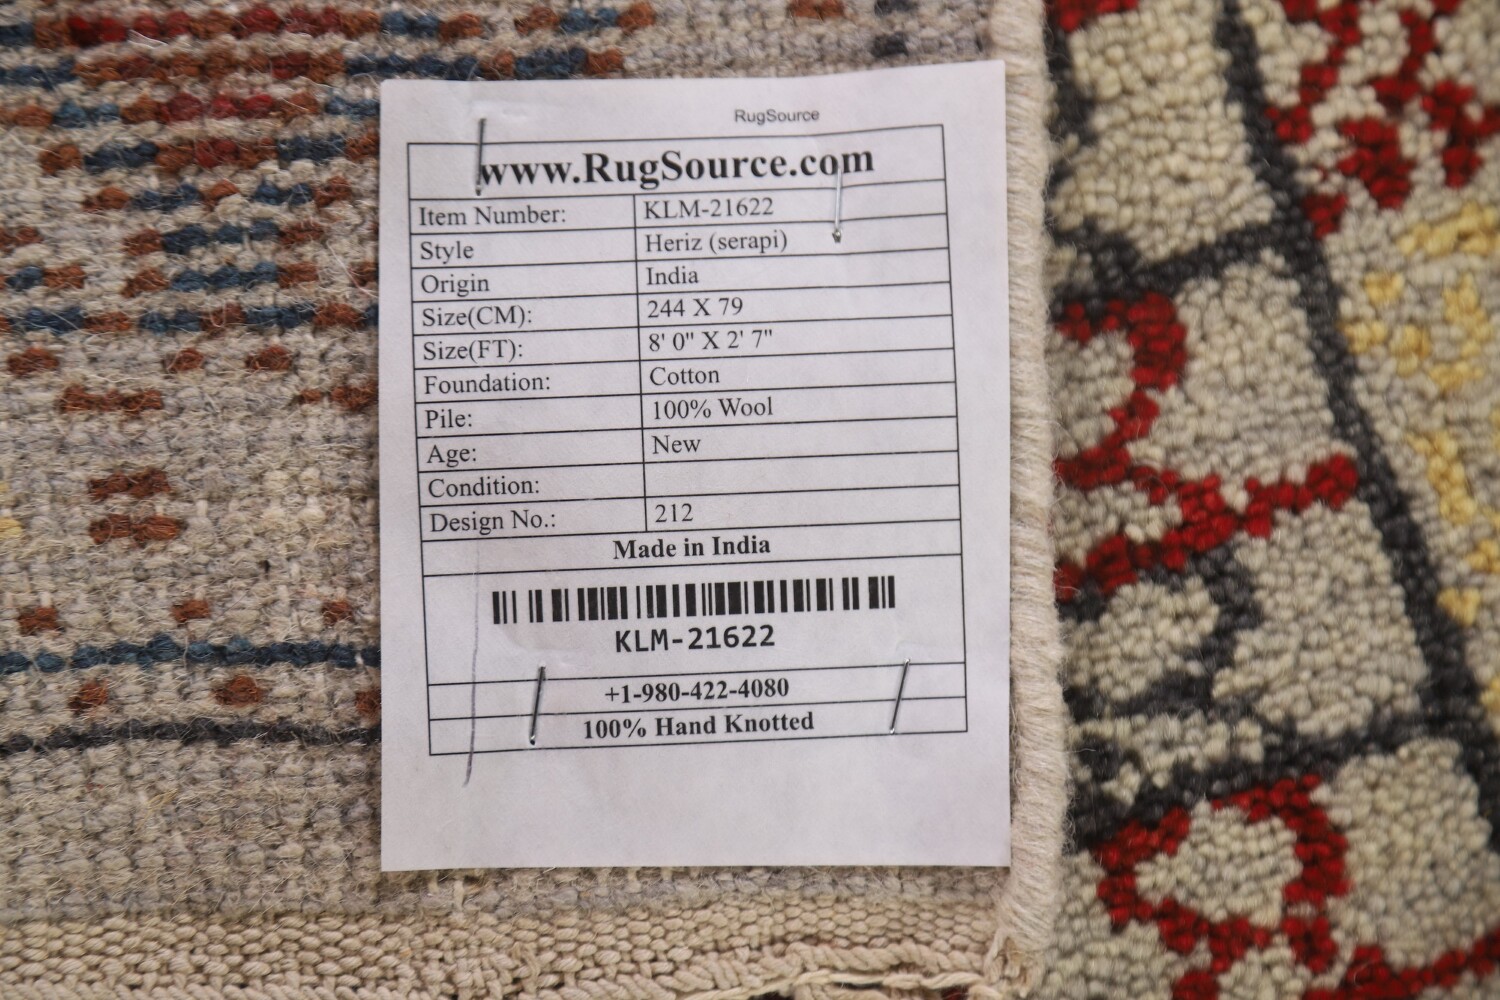 RugSource
www.RugSource.com
Item Number: KLM-21622
Style Heriz (serapi)
Origin India
Size(CM): 244 X 79
Size(FT): 8' 0" X 2' 7"
Foundation: Cotton
Pile: 100% Wool
Age: New
Condition:
Design No.: 212
Made in India
KLM-21622
+1-980-422-4080
100% Hand Knotted